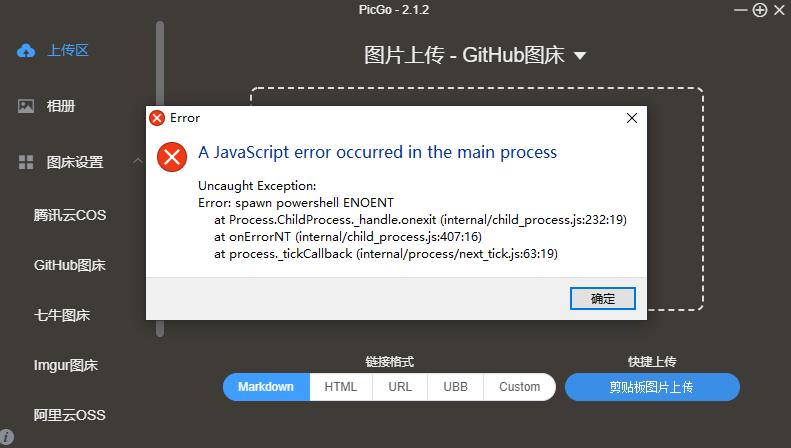 PicGo - 2.1.2
上传区
相册
图床设置
腾讯云COS
GitHub图床
七牛图床
Imgur图床
阿里云OSS
图片上传 - GitHub图床
Error
A JavaScript error occurred in the main process
Uncaught Exception:
Error: spawn powershell ENOENT
at Process.ChildProcess._handle.onexit (internal/child_process.js:232:19)
at onErrorNT (internal/child_process.js:407:16)
at process._tickCallback (internal/process/next_tick.js:63:19)
确定
链接格式
快捷上传
Markdown HTML URL UBB Custom
剪贴板图片上传